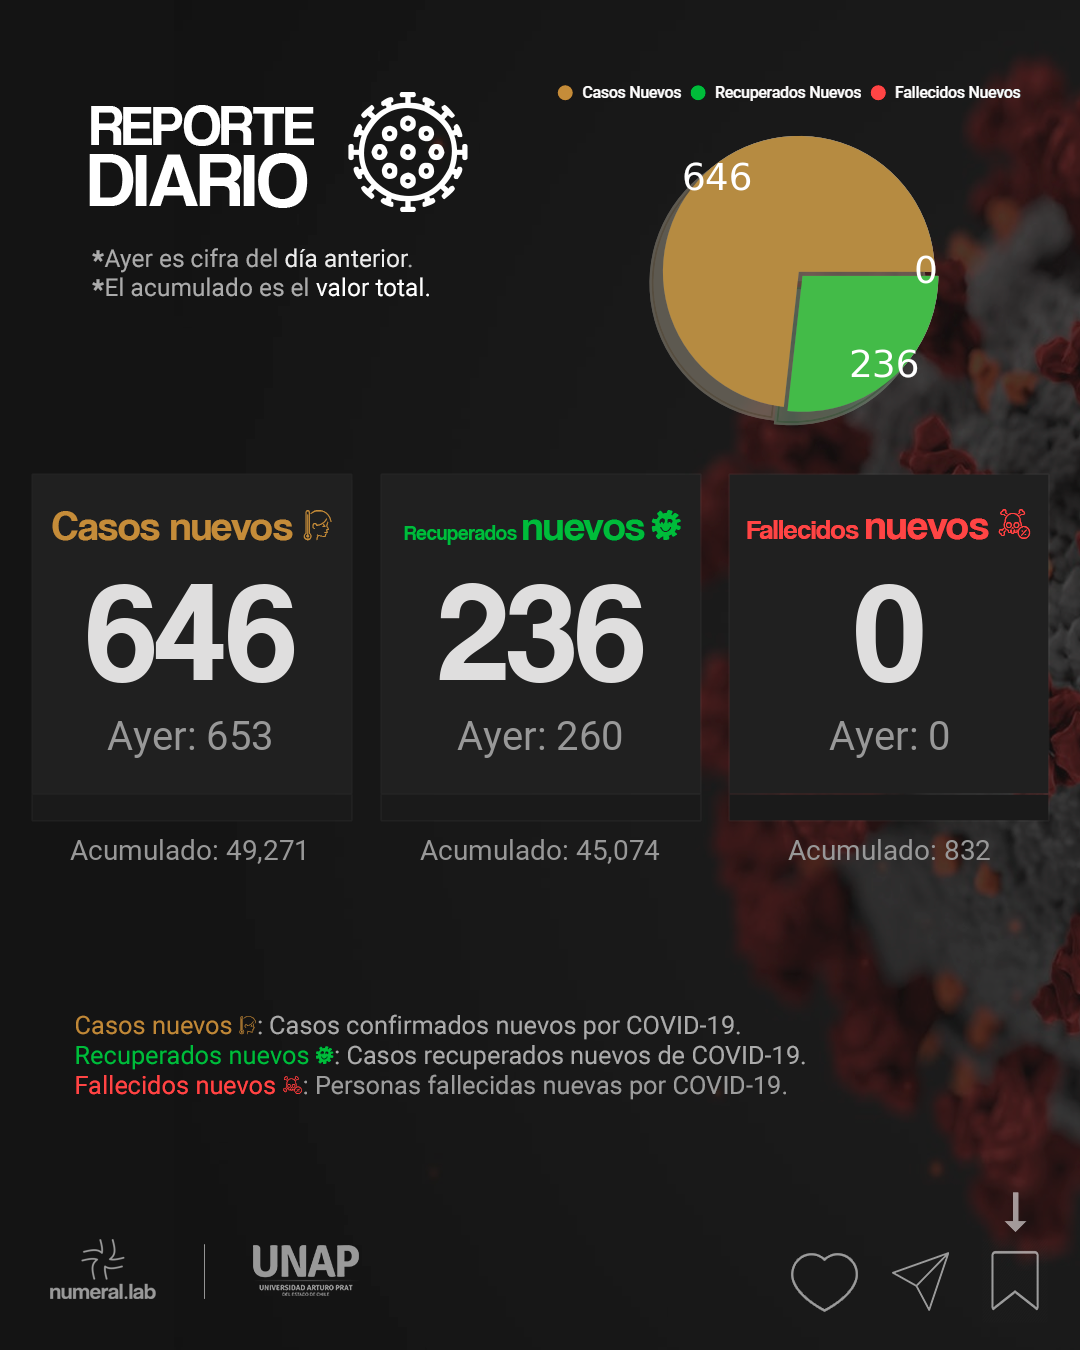 REPORTE
DIARIO
*Ayer es cifra del día anterior.
*El acumulado es el valor total.
Casos Nuevos Recuperados Nuevos Fallecidos Nuevos
646
0
236
Casos nuevos
646
Ayer: 653
Acumulado: 49,271
Recuperados nuevos
236
Ayer: 260
Acumulado: 45,074
Fallecidos nuevos
0
Ayer: 0
Acumulado: 832
Casos nuevos : Casos confirmados nuevos por COVID-19.
Recuperados nuevos : Casos recuperados nuevos de COVID-19.
Fallecidos nuevos : Personas fallecidas nuevas por COVID-19.
numeral.lab
UNAP
UNIVERSIDAD ARTURO PRAT
DEL ESTADO DE CHILE